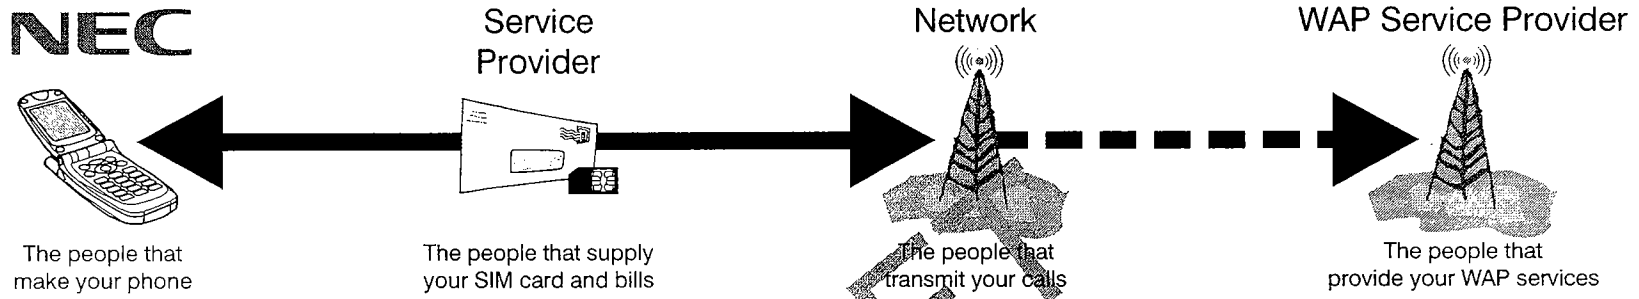 NEC
The people that
make your phone
Service
Provider
The people that supply
your SIM card and bills
Network
The people that
transmit your calls
WAP Service Provider
The people that
provide your WAP services